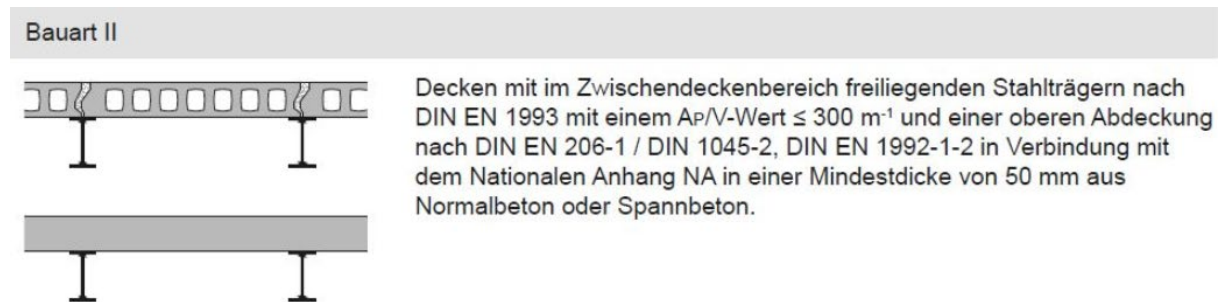 Bauart II
Decken mit im Zwischendeckenbereich freiliegenden Stahlträgern nach
DIN EN 1993 mit einem AP/V-Wert ≤ 300 m-1 und einer oberen Abdeckung
nach DIN EN 206-1 / DIN 1045-2, DIN EN 1992-1-2 in Verbindung mit
dem Nationalen Anhang NA in einer Mindestdicke von 50 mm aus
Normalbeton oder Spannbeton.